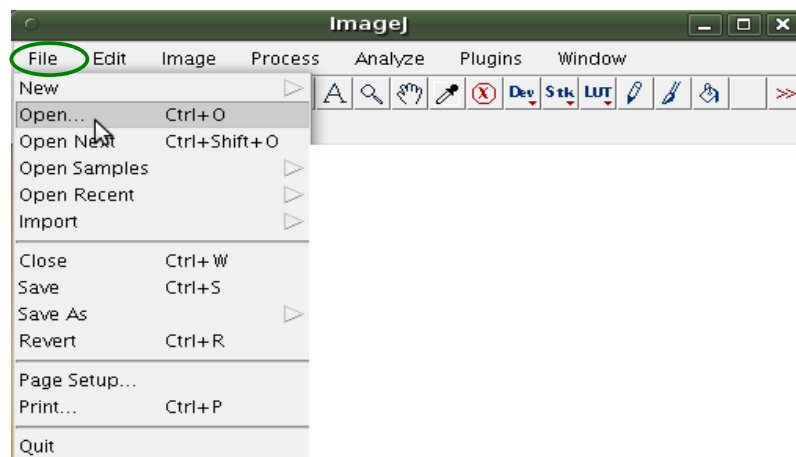 ImageJ
File Edit Image Process Analyze Plugins Window
New
A Dev Stk LUT >>
Open... Ctrl+O
Open Next Ctrl+Shift+O
Open Samples
Open Recent
Import
Close Ctrl+W
Save Ctrl+S
Save As
Revert Ctrl+R
Page Setup...
Print... Ctrl+P
Quit